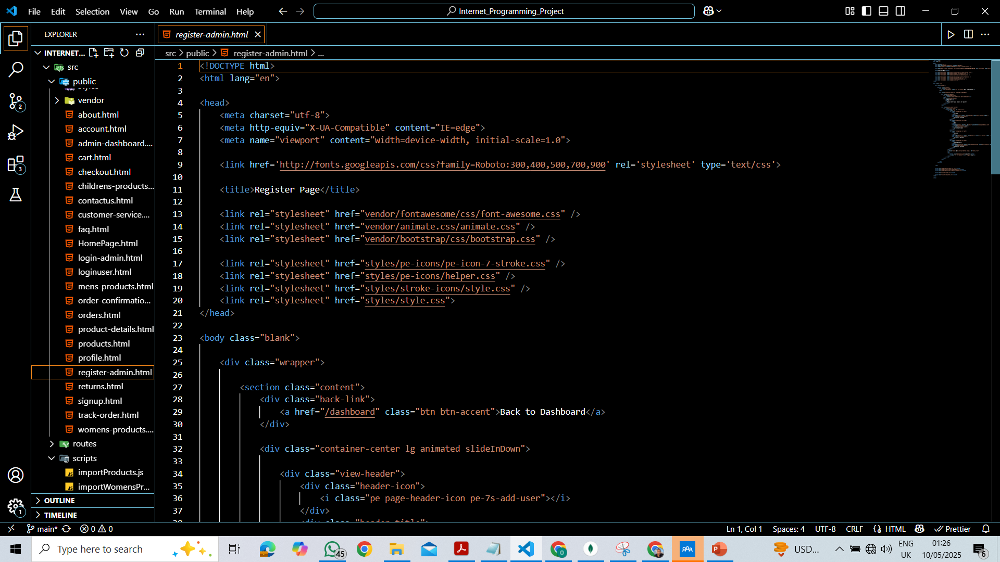 File Edit Selection View Go Run Terminal Help
Internet_Programming_Project
EXPLORER
INTERNET...
src
public
vendor
about.html
account.html
admin-dashboard....
cart.html
checkout.html
childrens-products...
contactus.html
customer-service....
faq.html
HomePage.html
login-admin.html
loginuser.html
mens-products.html
order-confirmatio...
orders.html
product-details.html
products.html
profile.html
register-admin.html
returns.html
signup.html
track-order.html
womens-products....
routes
scripts
importProducts.js
importWomensPr...
OUTLINE
TIMELINE
2
3
1
register-admin.html
src > public > register-admin.html > ...
1 <!DOCTYPE html>
2 <html lang="en">
3
4 <head>
5 <meta charset="utf-8">
6 <meta http-equiv="X-UA-Compatible" content="IE=edge">
7 <meta name="viewport" content="width=device-width, initial-scale=1.0">
8
9 <link href='http://fonts.googleapis.com/css?family=Roboto:300,400,500,700,900' rel='stylesheet' type='text/css'>
10
11 <title>Register Page</title>
12
13 <link rel="stylesheet" href="vendor/fontawesome/css/font-awesome.css" />
14 <link rel="stylesheet" href="vendor/animate.css/animate.css" />
15 <link rel="stylesheet" href="vendor/bootstrap/css/bootstrap.css" />
16
17 <link rel="stylesheet" href="styles/pe-icons/pe-icon-7-stroke.css" />
18 <link rel="stylesheet" href="styles/pe-icons/helper.css" />
19 <link rel="stylesheet" href="styles/stroke-icons/style.css" />
20 <link rel="stylesheet" href="styles/style.css">
21 </head>
22
23 <body class="blank">
24
25 <div class="wrapper">
26
27 <section class="content">
28 <div class="back-link">
29 <a href="/dashboard" class="btn btn-accent">Back to Dashboard</a>
30 </div>
31
32 <div class="container-center lg animated slideInDown">
33
34 <div class="view-header">
35 <div class="header-icon">
36 <i class="pe page-header-icon pe-7s-add-user"></i>
37 </div>
38 <div class="header-title">
main* 0 0
Ln 1, Col 1 Spaces: 4 UTF-8 CRLF HTML Prettier
Type here to search
45
USD...
ENG
UK
01:26
10/05/2025
6